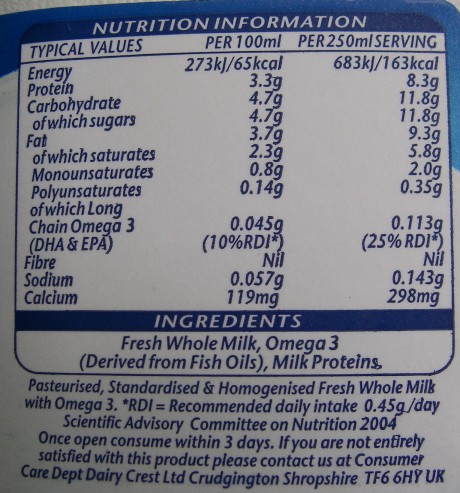 NUTRITION INFORMATION
TYPICAL VALUES PER 100ml PER 250ml SERVING
Energy 273kJ/65kcal 683kJ/163kcal
Protein 3.3g 8.3g
Carbohydrate 4.7g 11.8g
of which sugars 4.7g 11.8g
Fat 3.7g 9.3g
of which saturates 2.3g 5.8g
Monounsaturates 0.8g 2.0g
Polyunsaturates 0.14g 0.35g
of which Long
Chain Omega 3 0.045g 0.113g
(DHA & EPA) (10%RDI*) (25% RDI*)
Fibre Nil Nil
Sodium 0.057g 0.143g
Calcium 119mg 298mg
INGREDIENTS
Fresh Whole Milk, Omega 3
(Derived from Fish Oils), Milk Proteins.
Pasteurised, Standardised & Homogenised Fresh Whole Milk
with Omega 3. *RDI = Recommended daily intake 0.45g/day
Scientific Advisory Committee on Nutrition 2004
Once open consume within 3 days. If you are not entirely
satisfied with this product please contact us at Consumer
Care Dept Dairy Crest Ltd Crudgington Shropshire TF6 6HY UK